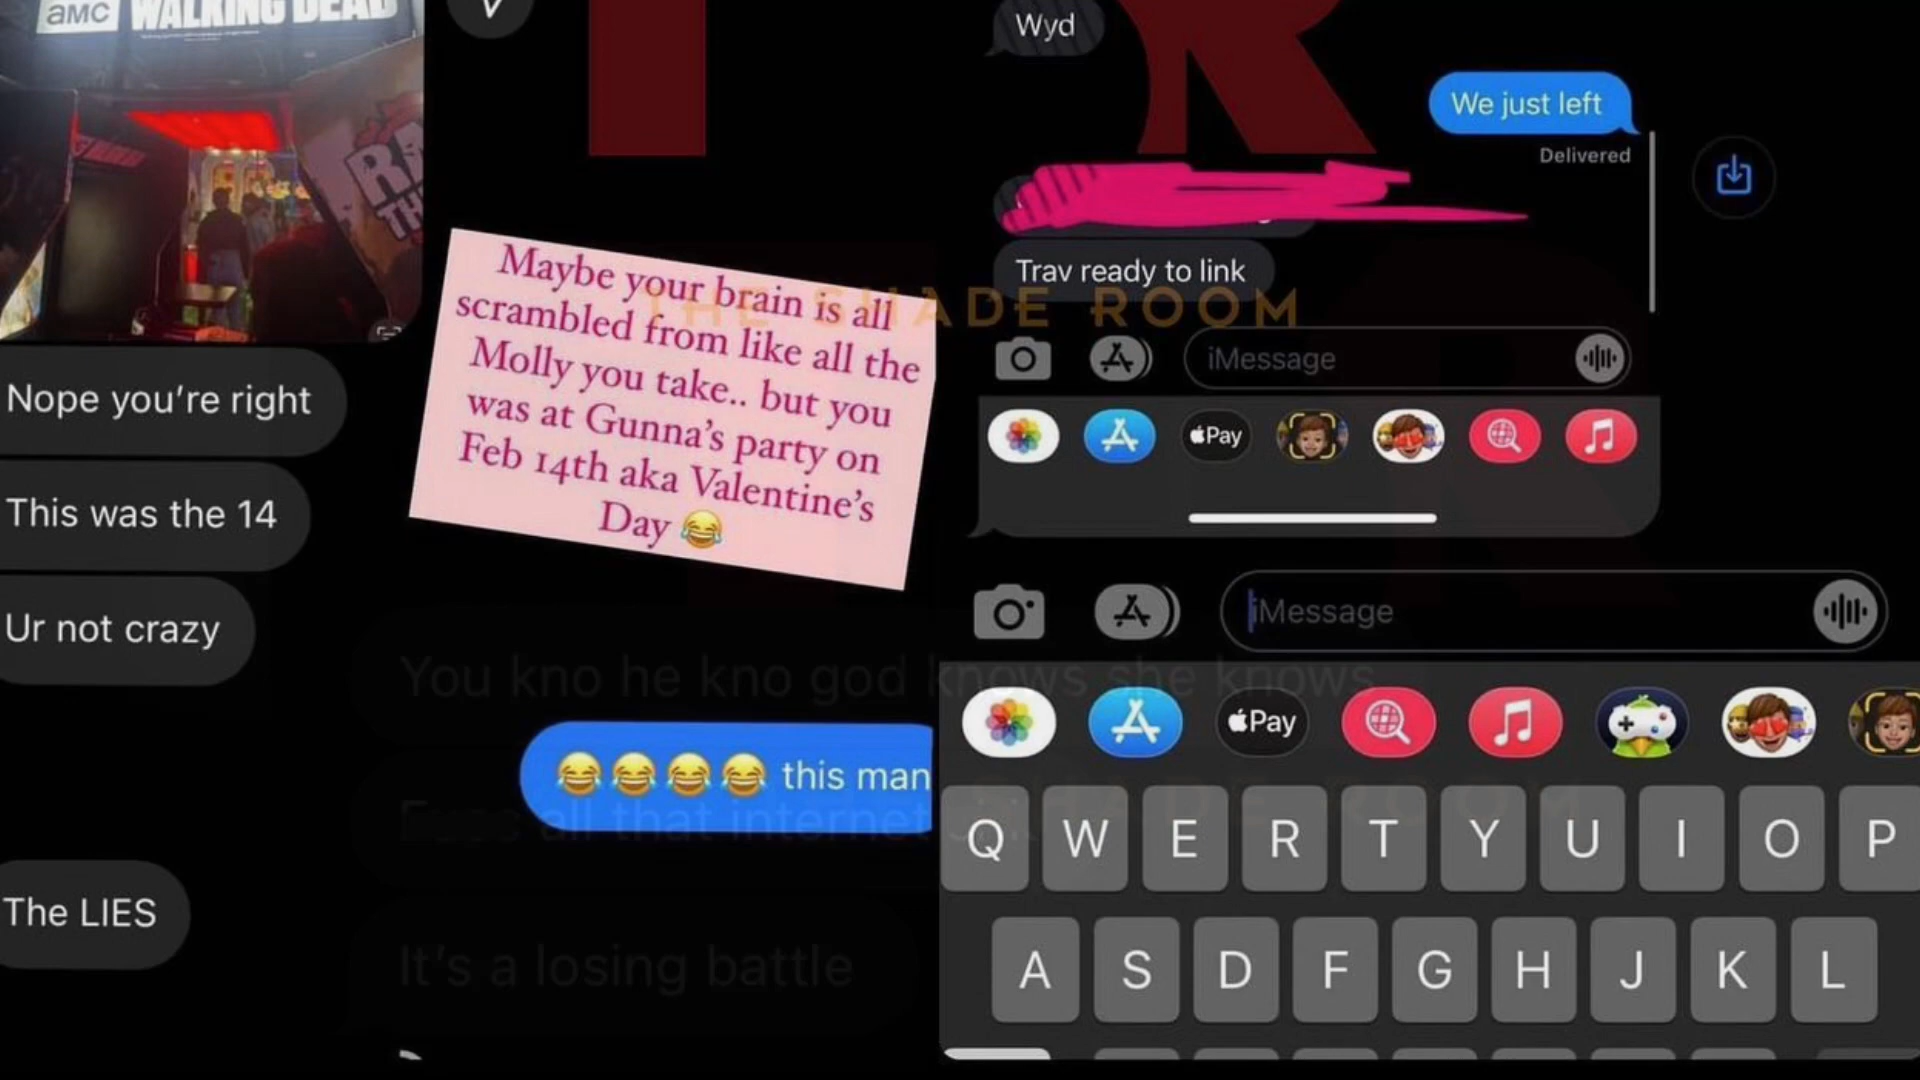 aMC WALKING DEAD
Nope you're right
This was the 14
Ur not crazy
The LIES
Maybe your brain is all
scrambled from like all the
Molly you take.. but you
was at Gunna's party on
Feb 14th aka Valentine's
Day 😂
You kno he kno god knows she knows
😂😂😂😂 this man
all that internet
It's a losing battle
Wyd
We just left
Delivered
Trav ready to link
THE SHADE ROOM
iMessage
Pay
iMessage
Pay
Q W E R T Y U I O P
A S D F G H J K L